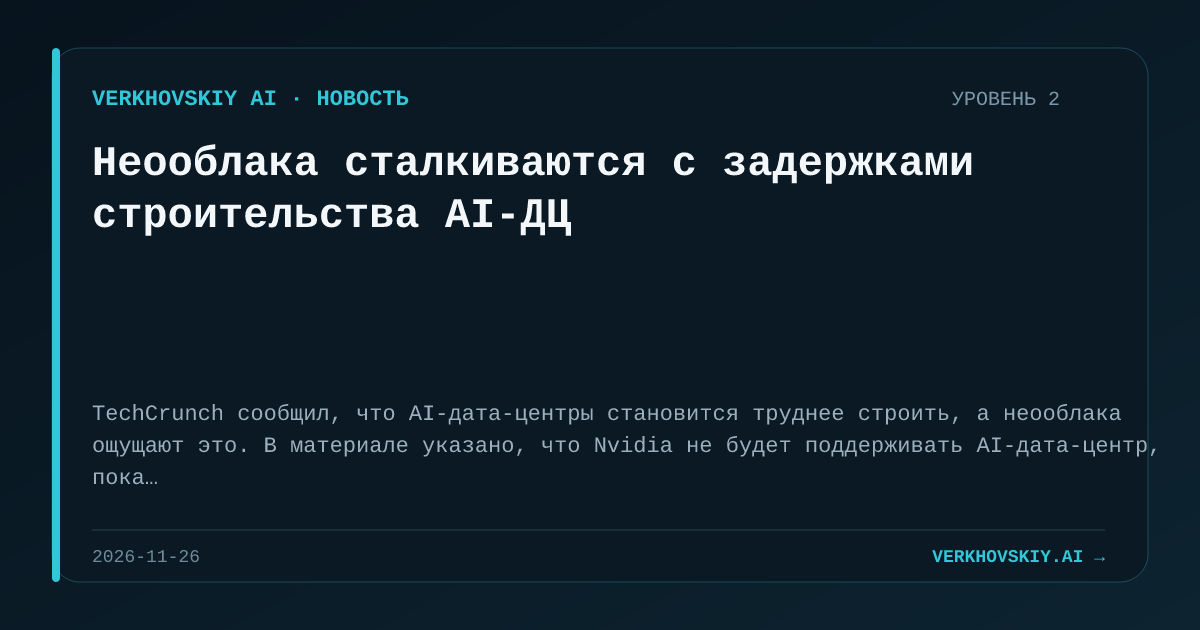 VERKHOVSKIY AI · НОВОСТЬ
УРОВЕНЬ 2
Неооблака сталкиваются с задержками
строительства AI-ДЦ
TechCrunch сообщил, что AI-дата-центры становится труднее строить, а неооблака
ощущают это. В материале указано, что Nvidia не будет поддерживать AI-дата-центр,
пока…
2026-11-26
VERKHOVSKIY.AI →